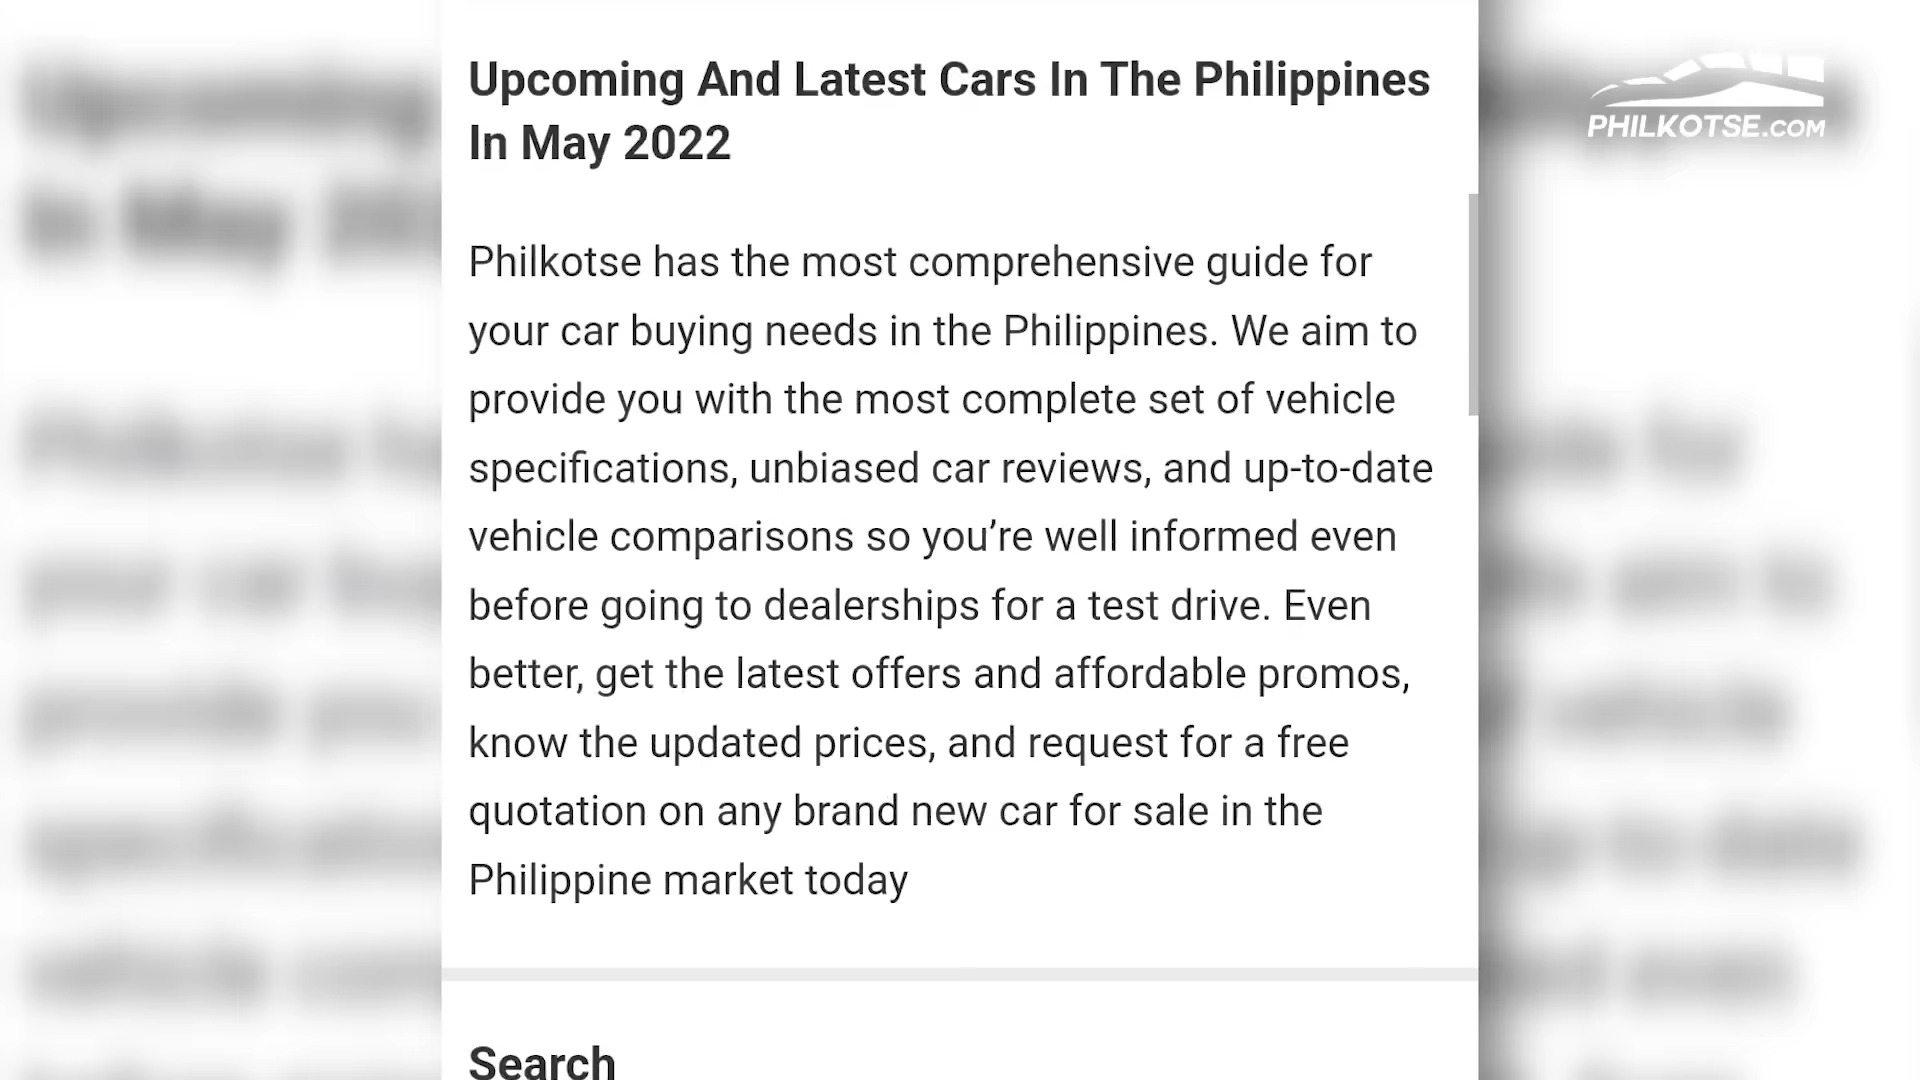 Upcoming And Latest Cars In The Philippines
In May 2022
PHILKOTSE.COM
Philkotse has the most comprehensive guide for
your car buying needs in the Philippines. We aim to
provide you with the most complete set of vehicle
specifications, unbiased car reviews, and up-to-date
vehicle comparisons so you’re well informed even
before going to dealerships for a test drive. Even
better, get the latest offers and affordable promos,
know the updated prices, and request for a free
quotation on any brand new car for sale in the
Philippine market today
Search